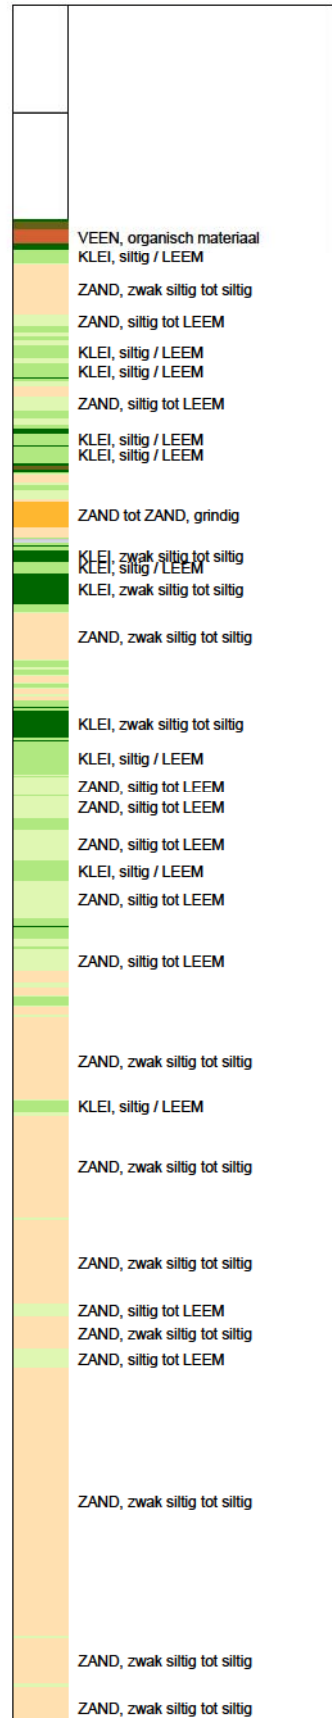 VEEN, organisch materiaal
KLEI, siltig / LEEM
ZAND, zwak siltig tot siltig
ZAND, siltig tot LEEM
KLEI, siltig / LEEM
KLEI, siltig / LEEM
ZAND, siltig tot LEEM
KLEI, siltig / LEEM
KLEI, siltig / LEEM
ZAND tot ZAND, grindig
KLEI, zwak siltig tot siltig
KLEI, siltig / LEEM
KLEI, zwak siltig tot siltig
ZAND, zwak siltig tot siltig
KLEI, zwak siltig tot siltig
KLEI, siltig / LEEM
ZAND, siltig tot LEEM
ZAND, siltig tot LEEM
ZAND, siltig tot LEEM
KLEI, siltig / LEEM
ZAND, siltig tot LEEM
ZAND, siltig tot LEEM
ZAND, zwak siltig tot siltig
KLEI, siltig / LEEM
ZAND, zwak siltig tot siltig
ZAND, zwak siltig tot siltig
ZAND, siltig tot LEEM
ZAND, zwak siltig tot siltig
ZAND, siltig tot LEEM
ZAND, zwak siltig tot siltig
ZAND, zwak siltig tot siltig
ZAND, zwak siltig tot siltig